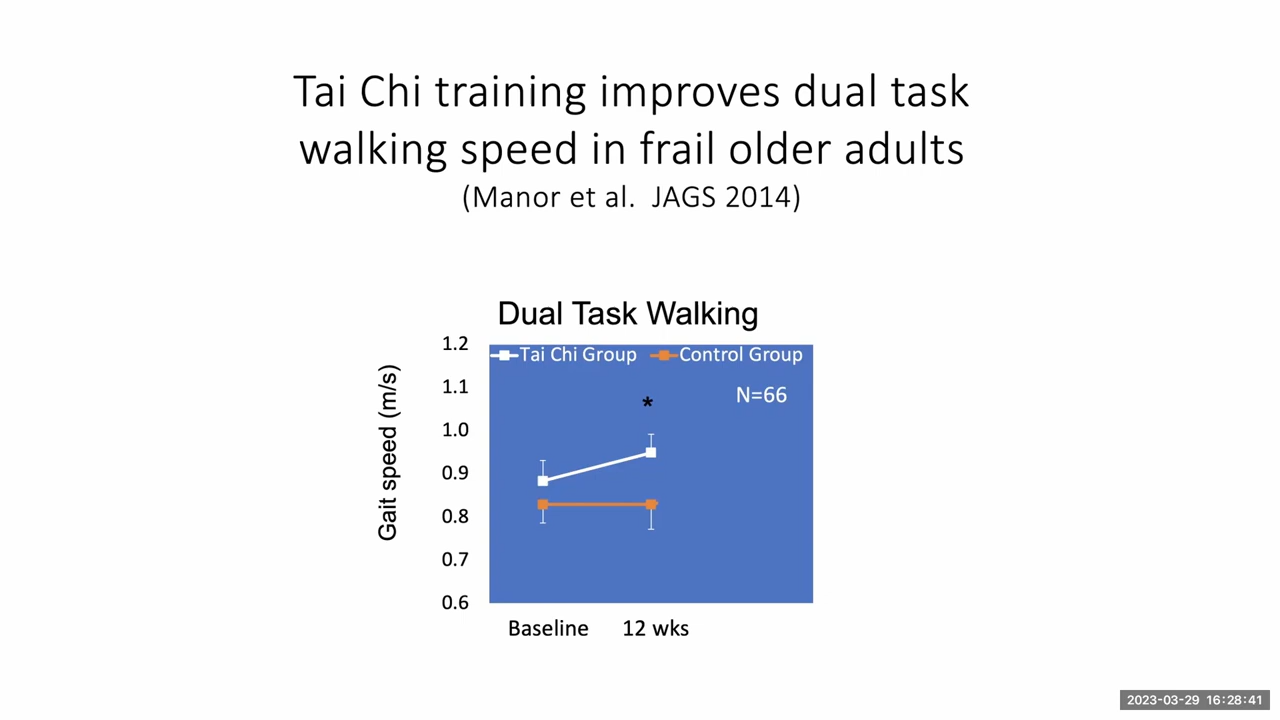 Tai Chi training improves dual task
walking speed in frail older adults
(Manor et al.  JAGS 2014)
Dual Task Walking
Gait speed (m/s)
1.2
1.1
1.0
0.9
0.8
0.7
0.6
Tai Chi Group
Control Group
*
N=66
Baseline
12 wks
2023-03-29 16:28:41